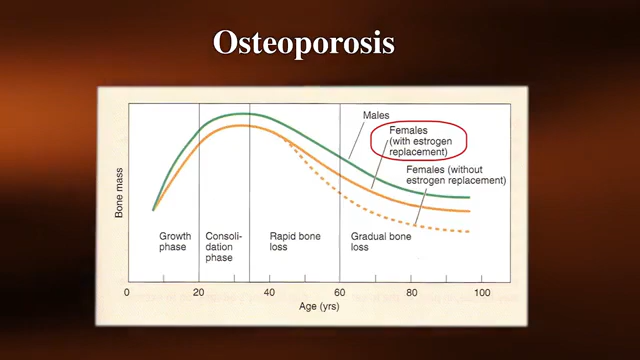 Osteoporosis
Males
Females
(with estrogen
replacement)
Females (without
estrogen replacement)
Bone mass
Growth
phase
Consoli-
dation
phase
Rapid bone
loss
Gradual bone
loss
0 20 40 60 80 100
Age (yrs)